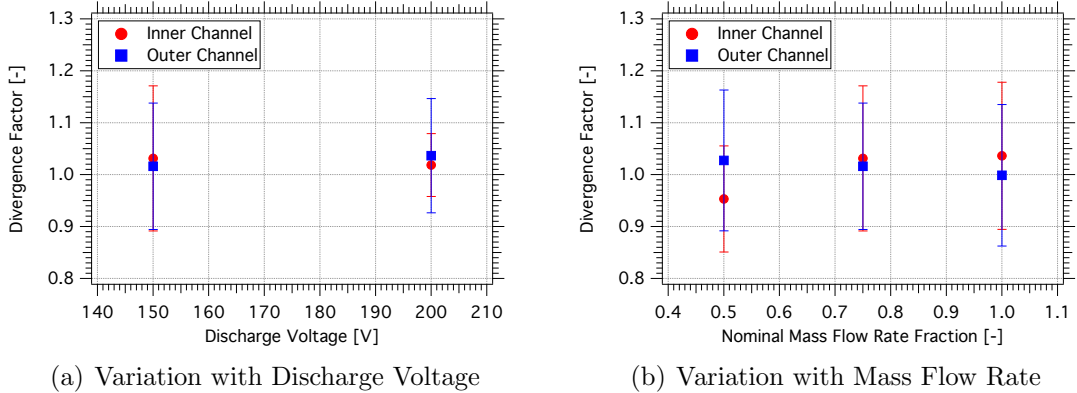 1.3
1.2
1.1
1.0
0.9
0.8
Divergence Factor [-]
Inner Channel
Outer Channel
140 150 160 170 180 190 200 210
Discharge Voltage [V]
(a) Variation with Discharge Voltage
1.3
1.2
1.1
1.0
0.9
0.8
Divergence Factor [-]
Inner Channel
Outer Channel
0.4 0.5 0.6 0.7 0.8 0.9 1.0 1.1
Nominal Mass Flow Rate Fraction [-]
(b) Variation with Mass Flow Rate